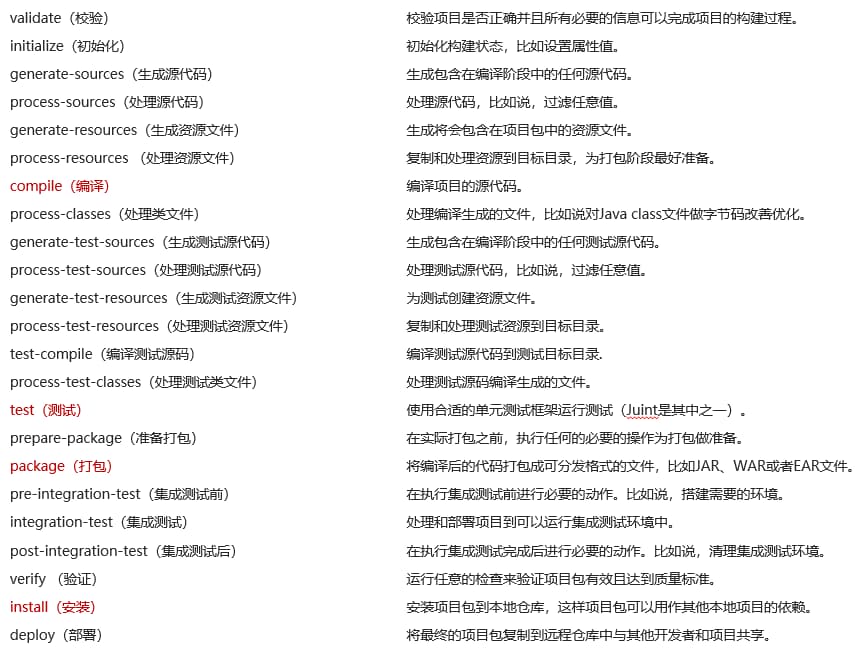 validate（校验） 校验项目是否正确并且所有必要的信息可以完成项目的构建过程。
initialize（初始化） 初始化构建状态，比如设置属性值。
generate-sources（生成源代码） 生成包含在编译阶段中的任何源代码。
process-sources（处理源代码） 处理源代码，比如说，过滤任意值。
generate-resources（生成资源文件） 生成将会包含在项目包中的资源文件。
process-resources （处理资源文件） 复制和处理资源到目标目录，为打包阶段最好准备。
compile（编译） 编译项目的源代码。
process-classes（处理类文件） 处理编译生成的文件，比如说对Java class文件做字节码改善优化。
generate-test-sources（生成测试源代码） 生成包含在编译阶段中的任何测试源代码。
process-test-sources（处理测试源代码） 处理测试源代码，比如说，过滤任意值。
generate-test-resources（生成测试资源文件） 为测试创建资源文件。
process-test-resources（处理测试资源文件） 复制和处理测试资源到目标目录。
test-compile（编译测试源码） 编译测试源代码到测试目标目录.
process-test-classes（处理测试类文件） 处理测试源码编译生成的文件。
test（测试） 使用合适的单元测试框架运行测试（Juint是其中之一）。
prepare-package（准备打包） 在实际打包之前，执行任何的必要的操作为打包做准备。
package（打包） 将编译后的代码打包成可分发格式的文件，比如JAR、WAR或者EAR文件。
pre-integration-test（集成测试前） 在执行集成测试前进行必要的动作。比如说，搭建需要的环境。
integration-test（集成测试） 处理和部署项目到可以运行集成测试环境中。
post-integration-test（集成测试后） 在执行集成测试完成后进行必要的动作。比如说，清理集成测试环境。
verify （验证） 运行任意的检查来验证项目包有效且达到质量标准。
install（安装） 安装项目包到本地仓库，这样项目包可以用作其他本地项目的依赖。
deploy（部署） 将最终的项目包复制到远程仓库中与其他开发者和项目共享。